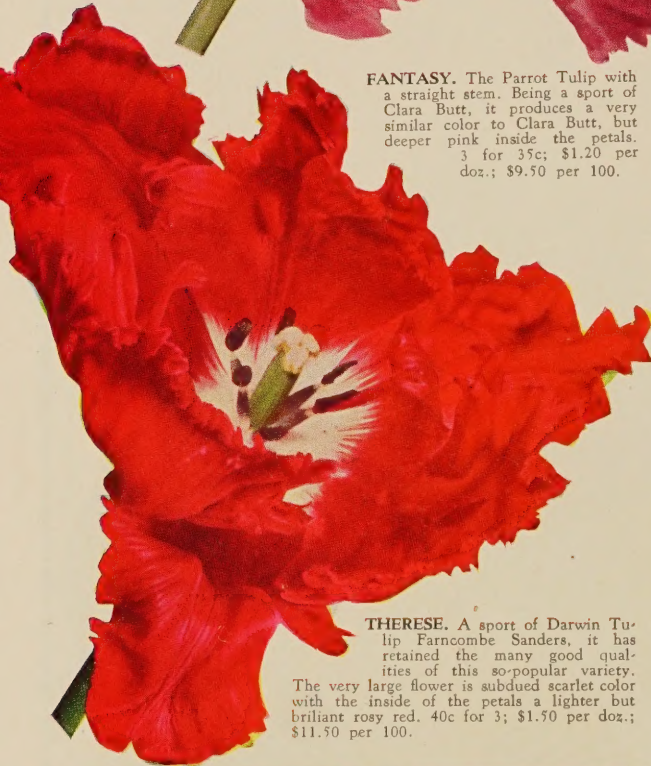 FANTASY. The Parrot Tulip with
a straight stem. Being a sport of
Clara Butt, it produces a very
similar color to Clara Butt, but
deeper pink inside the petals.
3 for 35c; $1.20 per
doz.; $9.50 per 100.
THERESE. A sport of Darwin Tu-
lip Farncombe Sanders, it has
retained the many good qual-
ities of this so-popular variety.
The very large flower is subdued scarlet color
with the inside of the petals a lighter but
briliant rosy red. 40c for 3; $1.50 per doz.;
$11.50 per 100.